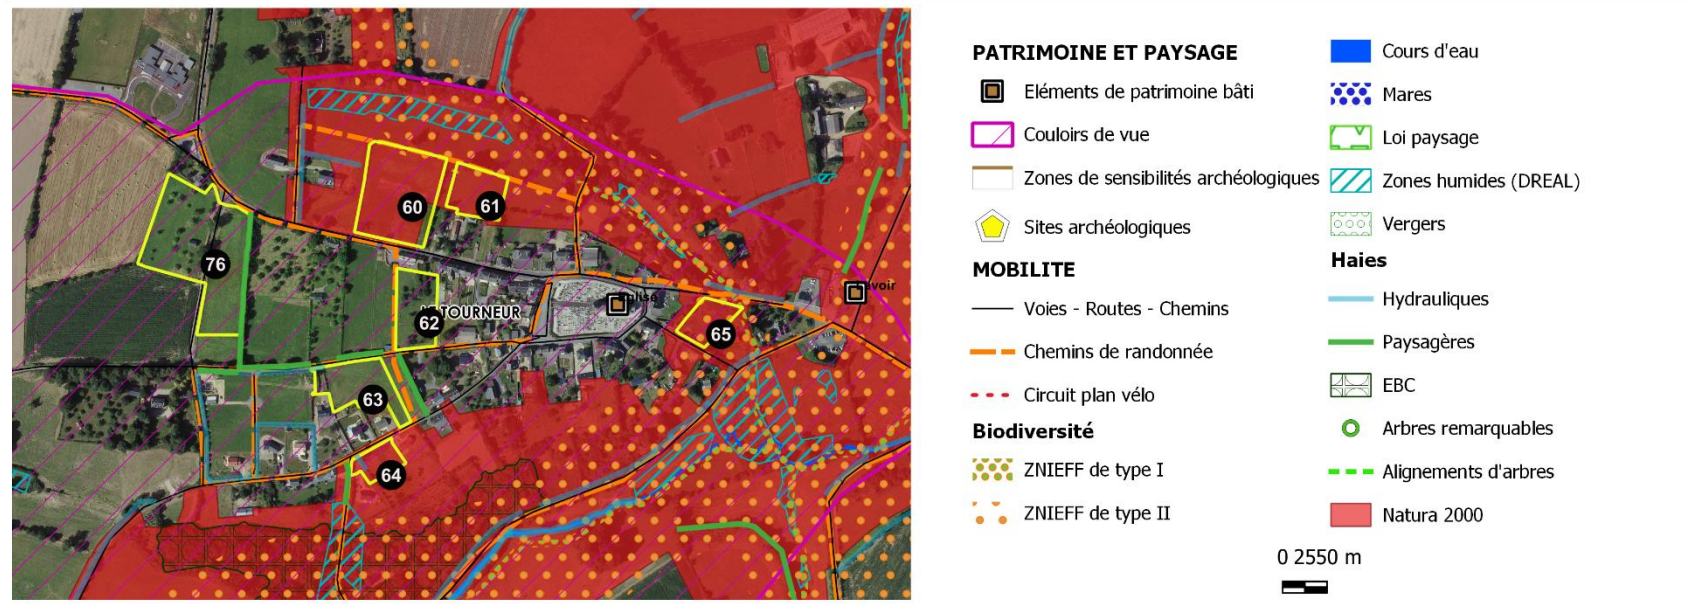 60
61
76
62
LE TOURNEUR
Eglise
Lavoir
65
63
64
PATRIMOINE ET PAYSAGE
Eléments de patrimoine bâti
Couloirs de vue
Zones de sensibilités archéologiques
Sites archéologiques
MOBILITE
Voies - Routes - Chemins
Chemins de randonnée
Circuit plan vélo
Biodiversité
ZNIEFF de type I
ZNIEFF de type II
Cours d'eau
Mares
Loi paysage
Zones humides (DREAL)
Vergers
Haies
Hydrauliques
Paysagères
EBC
Arbres remarquables
Alignements d'arbres
Natura 2000
0 2550 m